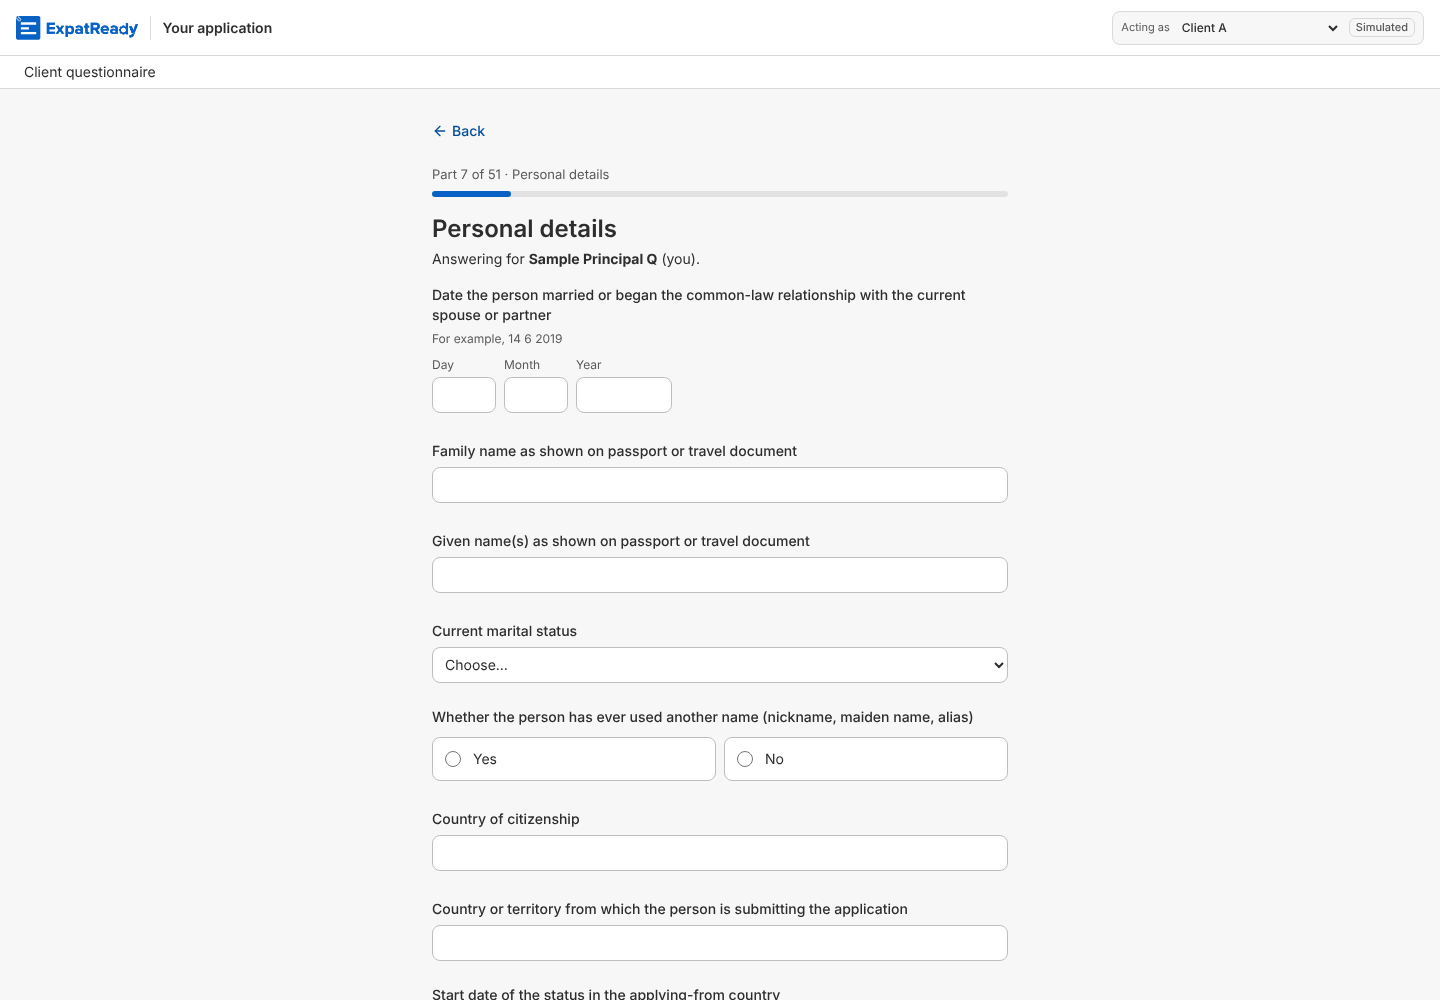 ExpatReady
Your application
Acting as
Client A
Simulated
Client questionnaire
Back
Part 7 of 51 · Personal details
Personal details
Answering for Sample Principal Q (you).
Date the person married or began the common-law relationship with the current
spouse or partner
For example, 14 6 2019
Day
Month
Year
Family name as shown on passport or travel document
Given name(s) as shown on passport or travel document
Current marital status
Choose...
Whether the person has ever used another name (nickname, maiden name, alias)
Yes
No
Country of citizenship
Country or territory from which the person is submitting the application
Start date of the status in the applying-from country